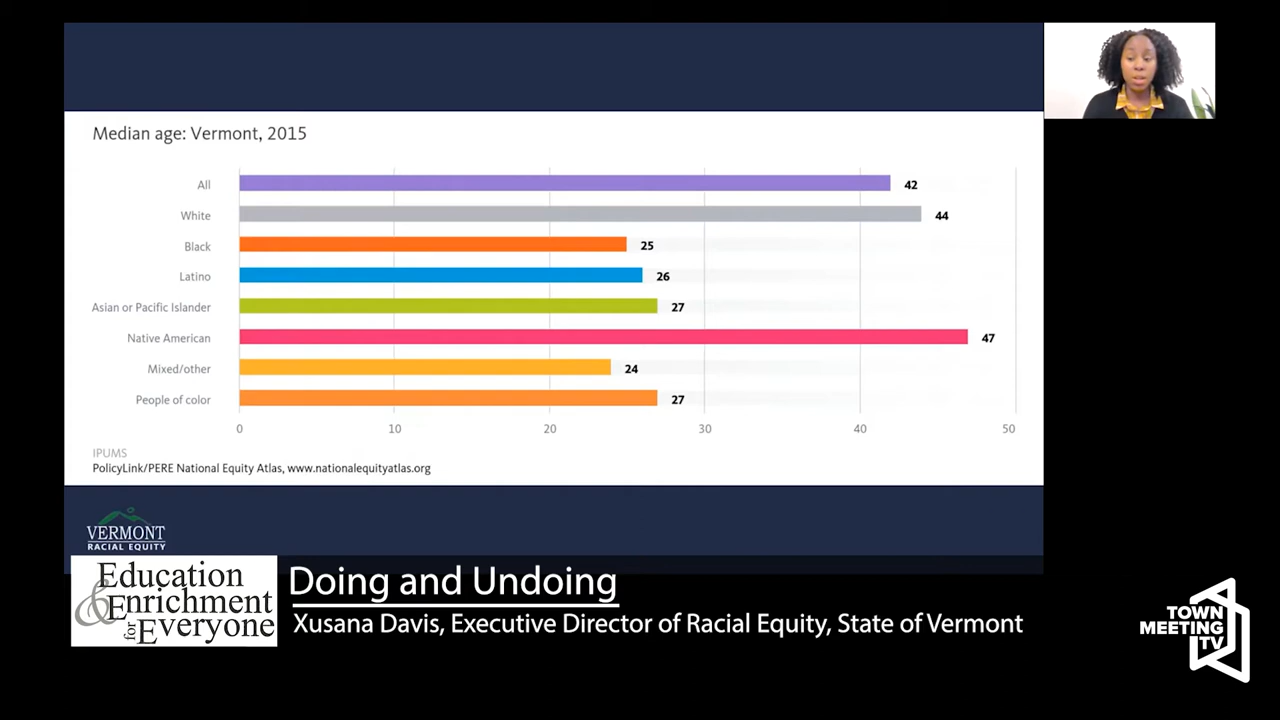 Median age: Vermont, 2015
All 42
White 44
Black 25
Latino 26
Asian or Pacific Islander 27
Native American 47
Mixed/other 24
People of color 27
0 10 20 30 40 50
IPUMS
PolicyLink/PERE National Equity Atlas, www.nationalequityatlas.org
VERMONT
RACIAL EQUITY
Education
& Enrichment
for Everyone
Doing and Undoing
Xusana Davis, Executive Director of Racial Equity, State of Vermont
TOWN
MEETING
TV